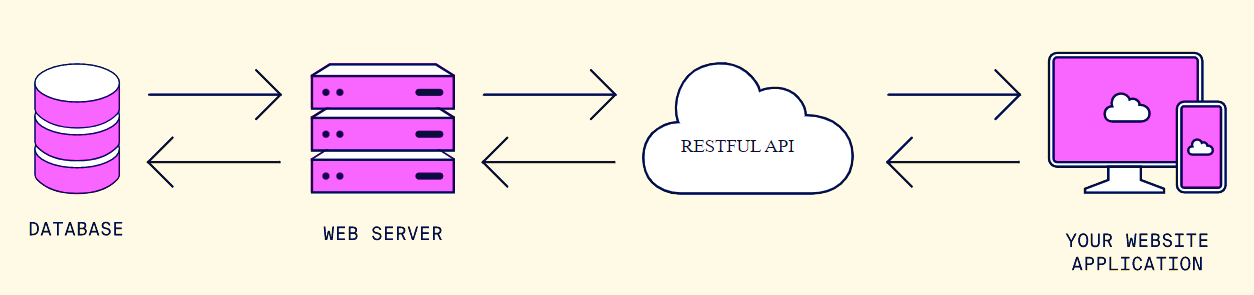 RESTFUL API
DATABASE
WEB SERVER
YOUR WEBSITE
APPLICATION